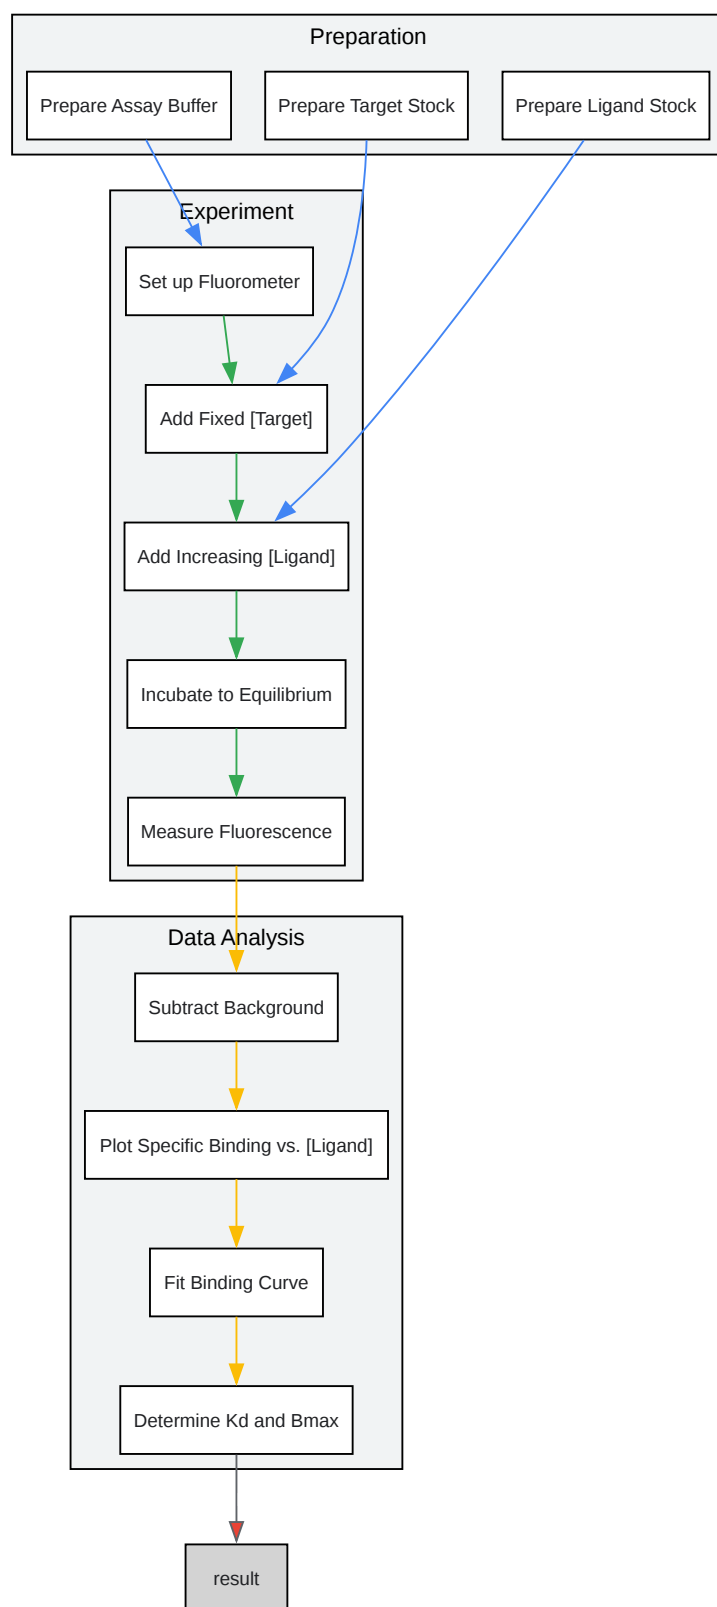 Preparation
Prepare Assay Buffer
Prepare Target Stock
Prepare Ligand Stock
Experiment
Set up Fluorometer
Add Fixed [Target]
Add Increasing [Ligand]
Incubate to Equilibrium
Measure Fluorescence
Data Analysis
Subtract Background
Plot Specific Binding vs. [Ligand]
Fit Binding Curve
Determine Kd and Bmax
result